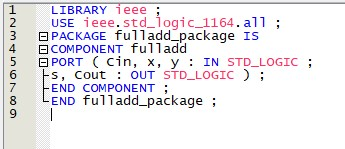 1 LIBRARY ieee ;
2 USE ieee.std_logic_1164.all ;
3 PACKAGE fulladd_package IS
4 COMPONENT fulladd
5 PORT ( Cin, x, y : IN STD_LOGIC ;
6 s, Cout : OUT STD_LOGIC ) ;
7 END COMPONENT ;
8 END fulladd_package ;
9